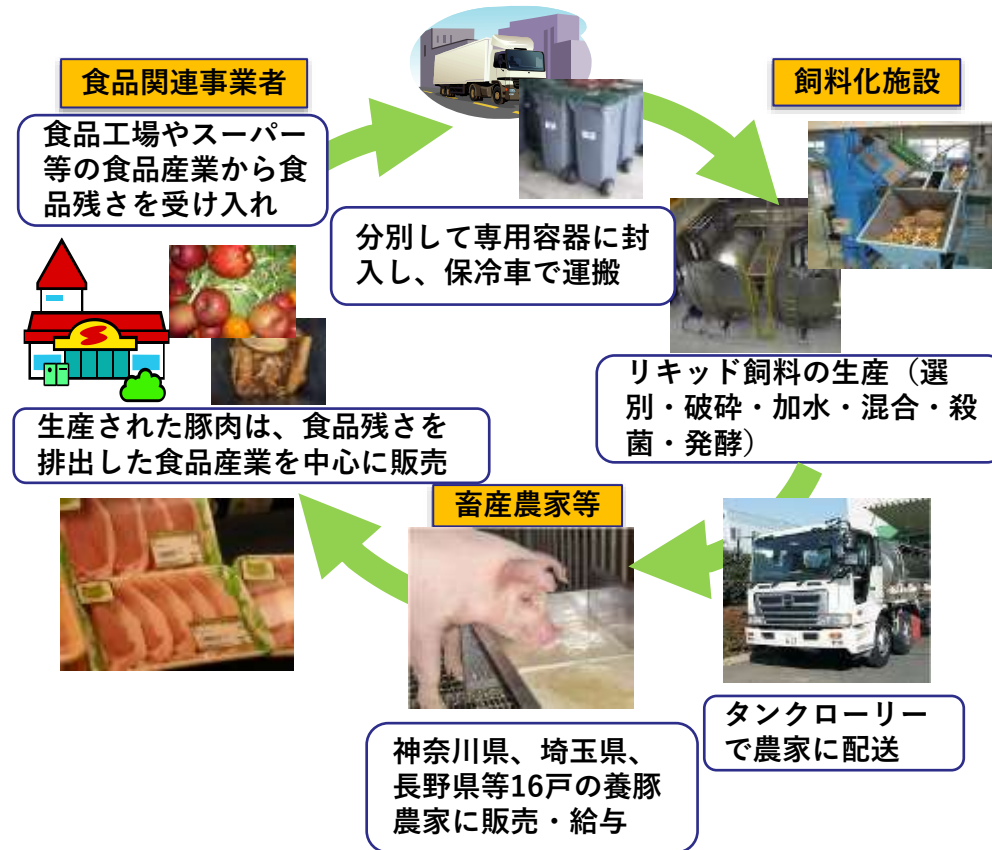 食品関連事業者
食品工場やスーパー
等の食品産業から食
品残さを受け入れ
分別して専用容器に封
入し、保冷車で運搬
飼料化施設
リキッド飼料の生産（選
別・破砕・加水・混合・殺
菌・発酵）
タンクローリー
で農家に配送
畜産農家等
神奈川県、埼玉県、
長野県等16戸の養豚
農家に販売・給与
生産された豚肉は、食品残さを
排出した食品産業を中心に販売